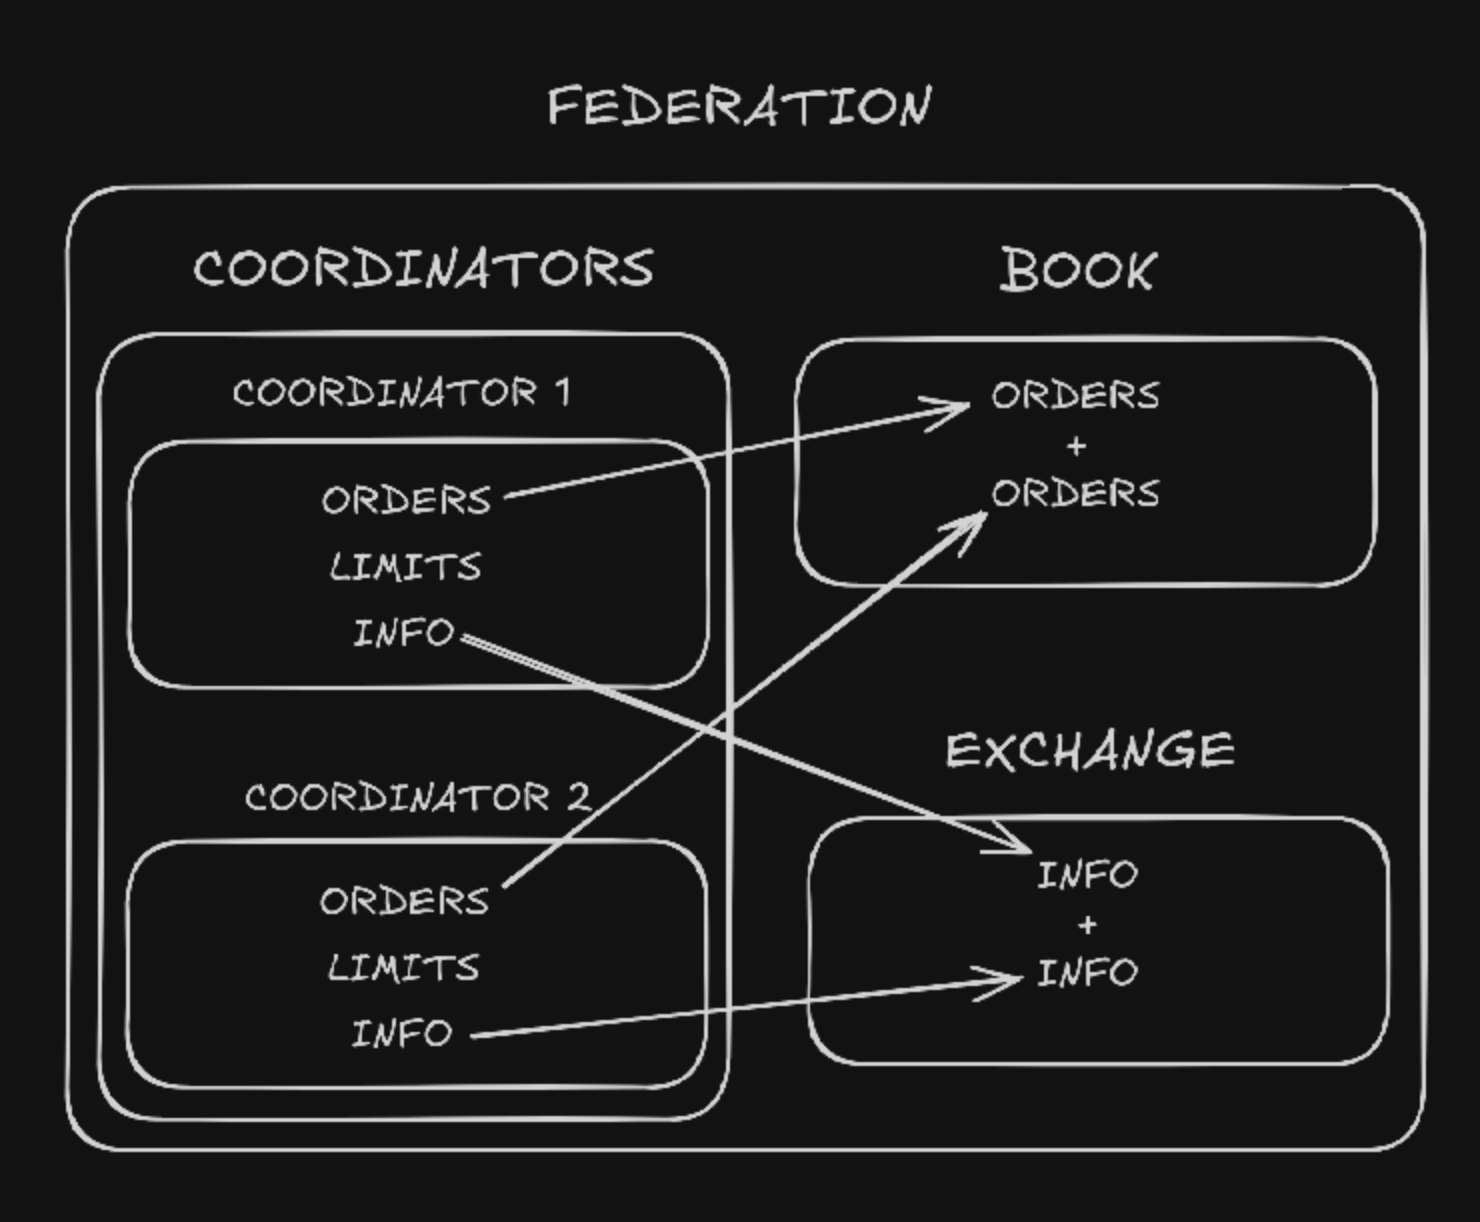 FEDERATION
COORDINATORS
COORDINATOR 1
ORDERS
LIMITS
INFO
COORDINATOR 2
ORDERS
LIMITS
INFO
BOOK
ORDERS
+
ORDERS
EXCHANGE
INFO
+
INFO